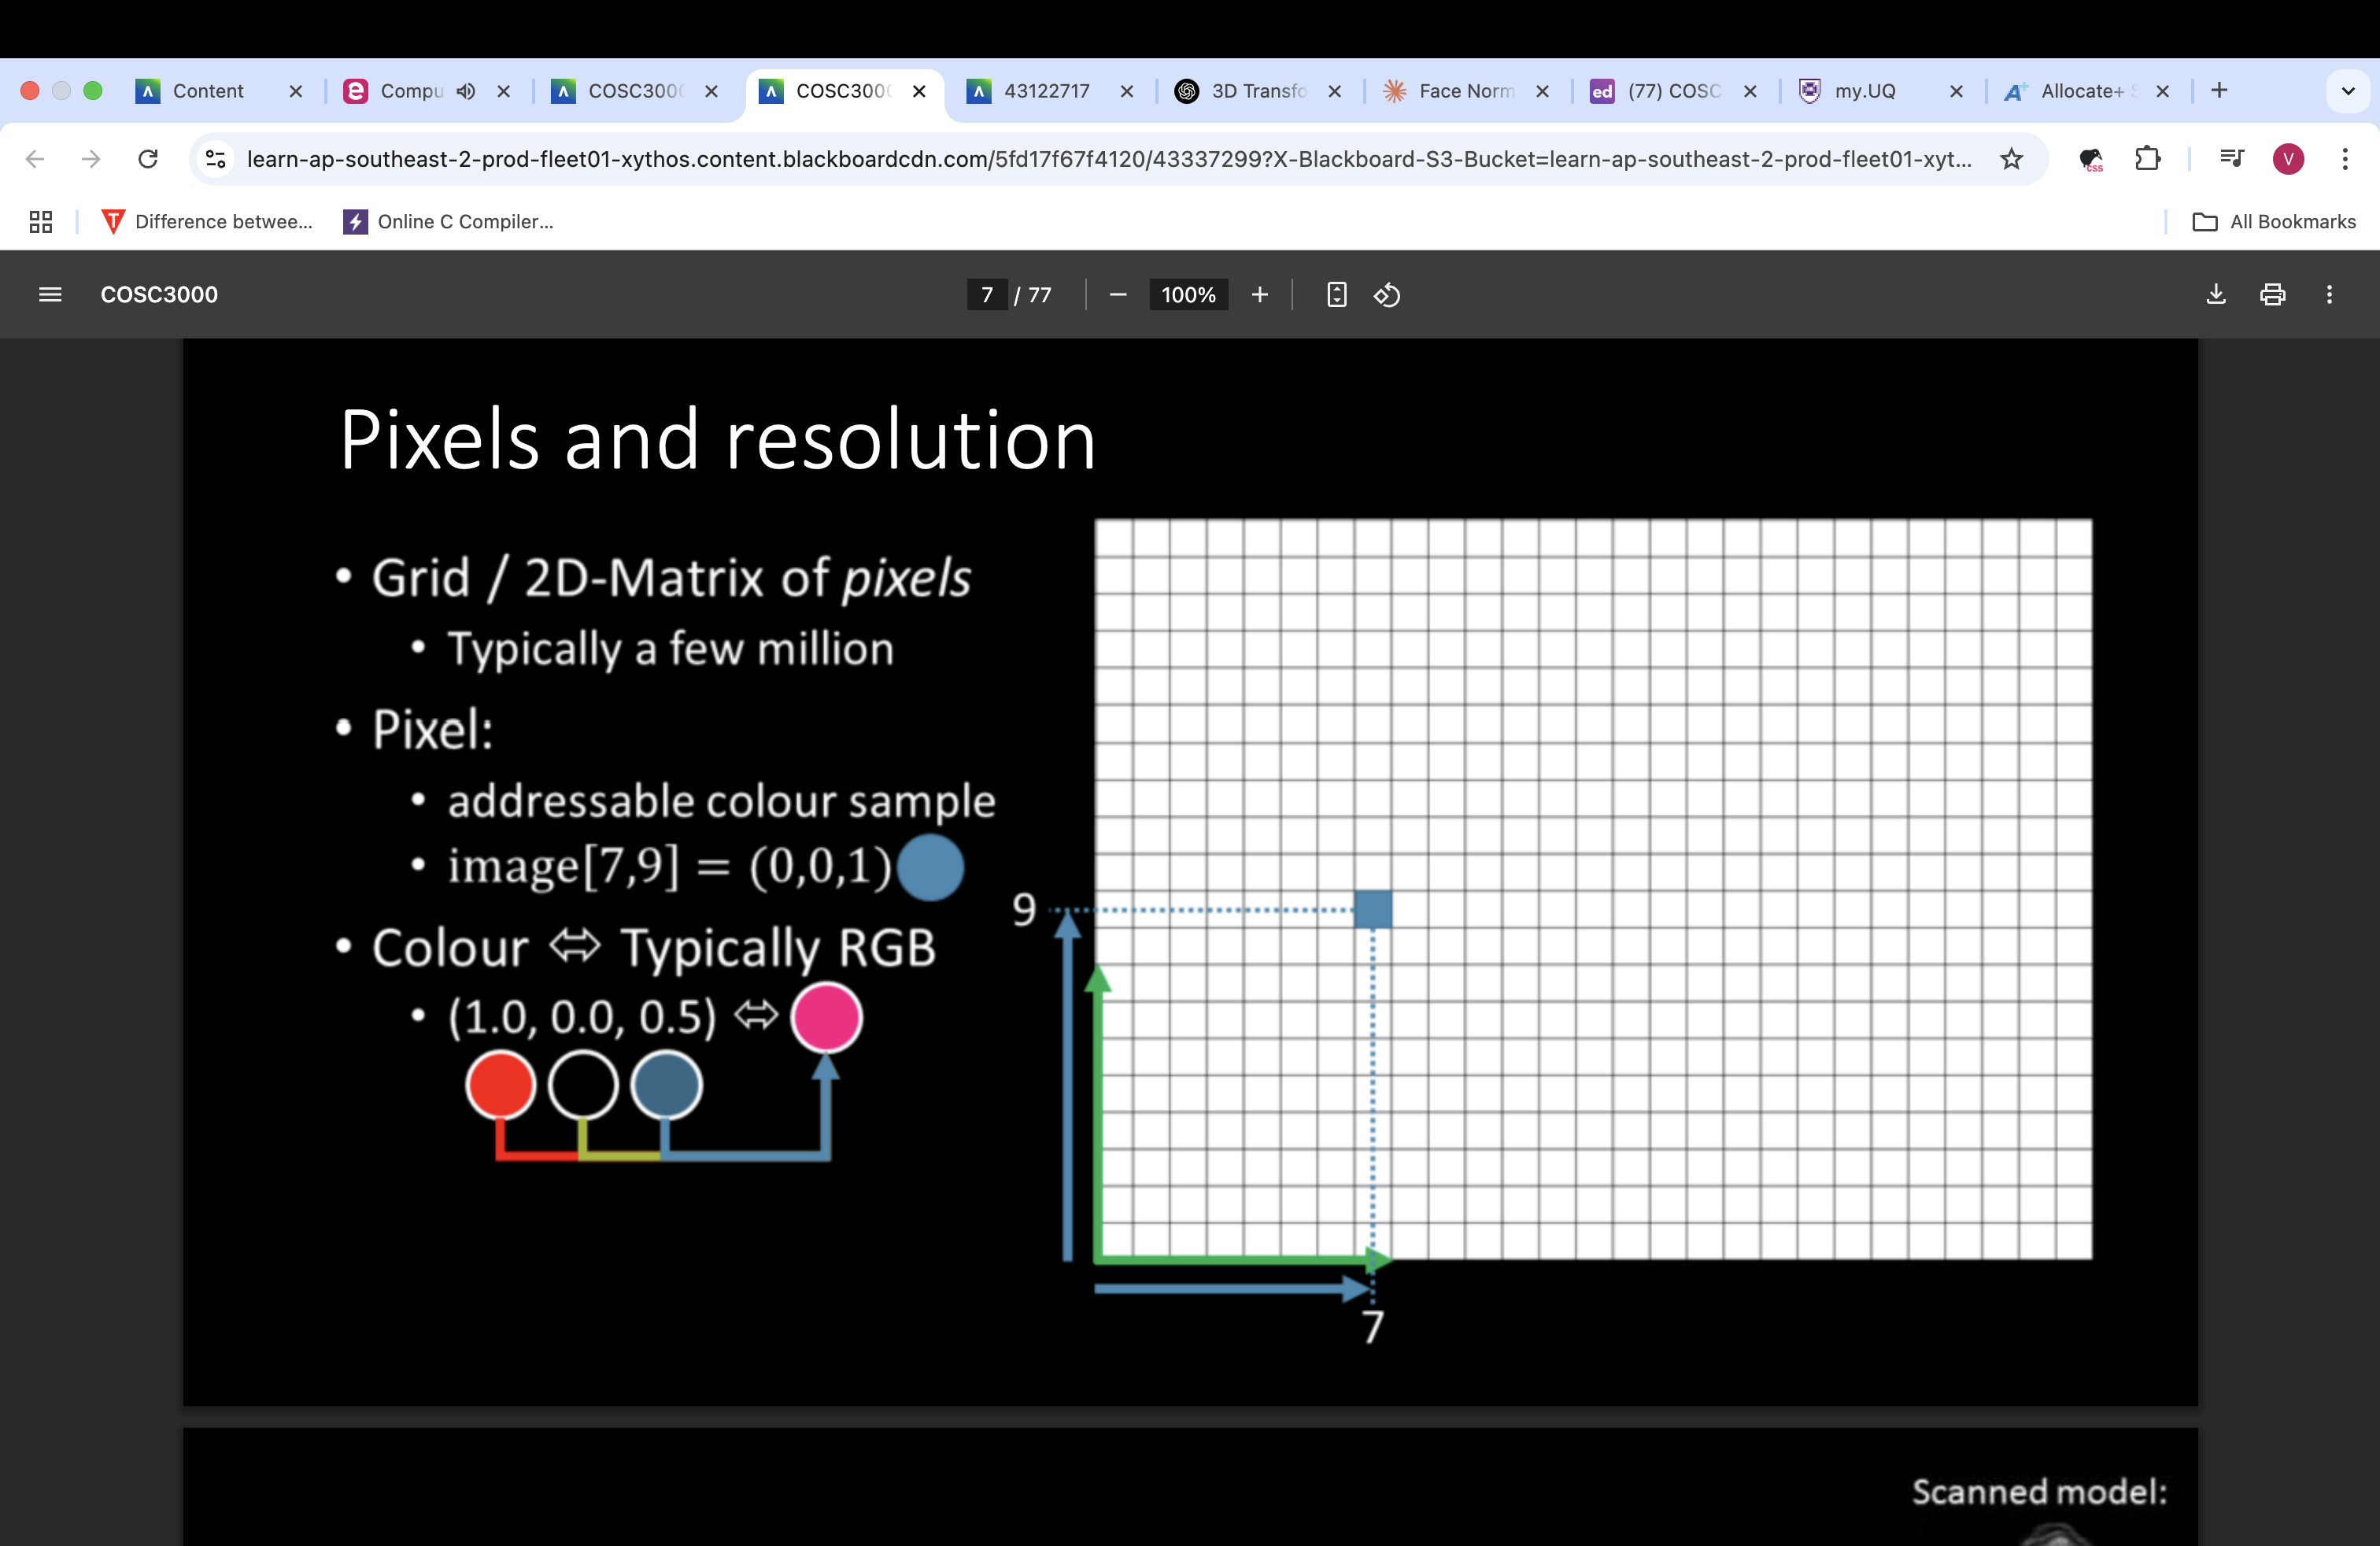 Content
Compu
COSC300
COSC300
43122717
3D Transfo
Face Norm
ed (77) COSC
my.UQ
Allocate+ S
learn-ap-southeast-2-prod-fleet01-xythos.content.blackboardcdn.com/5fd17f67f4120/43337299?X-Blackboard-S3-Bucket=learn-ap-southeast-2-prod-fleet01-xyt...
css
V
Difference betwee...
Online C Compiler...
All Bookmarks
COSC3000
7 / 77
100%
Pixels and resolution
• Grid / 2D-Matrix of pixels
• Typically a few million
• Pixel:
• addressable colour sample
• image[7,9] = (0,0,1)
• Colour ⇔ Typically RGB
• (1.0, 0.0, 0.5) ⇔
9
7
Scanned model: